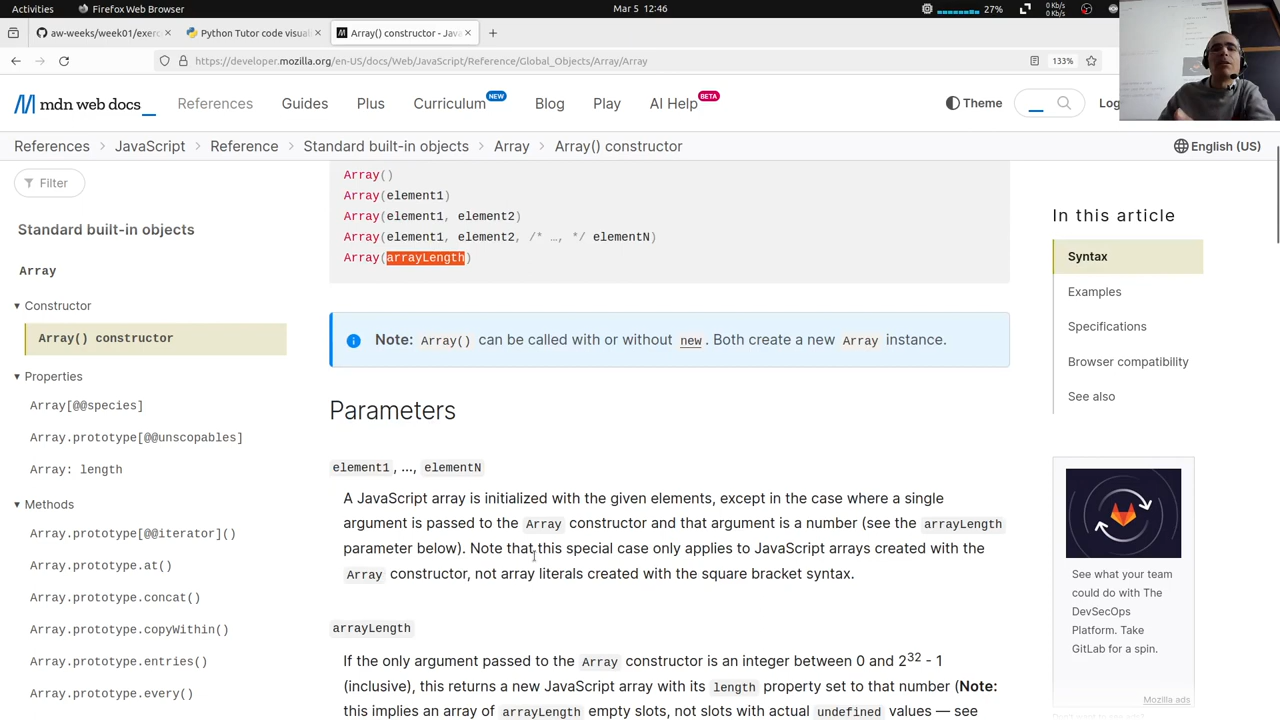 Activities
Firefox Web Browser
Mar 5 12:46
27%
0 Kb/s
0 Kb/s
aw-weeks/week01/exerc
Python Tutor code visual
Array() constructor - Java
https://developer.mozilla.org/en-US/docs/Web/JavaScript/Reference/Global_Objects/Array/Array
133%
mdn web docs
References
Guides
Plus
Curriculum NEW
Blog
Play
AI Help BETA
Theme
Log
References
JavaScript
Reference
Standard built-in objects
Array
Array() constructor
English (US)
Filter
Standard built-in objects
Array
Constructor
Array() constructor
Properties
Array[@@species]
Array.prototype[@@unscopables]
Array: length
Methods
Array.prototype[@@iterator]()
Array.prototype.at()
Array.prototype.concat()
Array.prototype.copyWithin()
Array.prototype.entries()
Array.prototype.every()
Array()
Array(element1)
Array(element1, element2)
Array(element1, element2, /* …, */ elementN)
Array(arrayLength)
Note: Array() can be called with or without new. Both create a new Array instance.
Parameters
element1, …, elementN
A JavaScript array is initialized with the given elements, except in the case where a single
argument is passed to the Array constructor and that argument is a number (see the arrayLength
parameter below). Note that this special case only applies to JavaScript arrays created with the
Array constructor, not array literals created with the square bracket syntax.
arrayLength
If the only argument passed to the Array constructor is an integer between 0 and 2^32 - 1
(inclusive), this returns a new JavaScript array with its length property set to that number (Note:
this implies an array of arrayLength empty slots, not slots with actual undefined values — see
In this article
Syntax
Examples
Specifications
Browser compatibility
See also
See what your team
could do with The
DevSecOps
Platform. Take
GitLab for a spin.
Mozilla ads